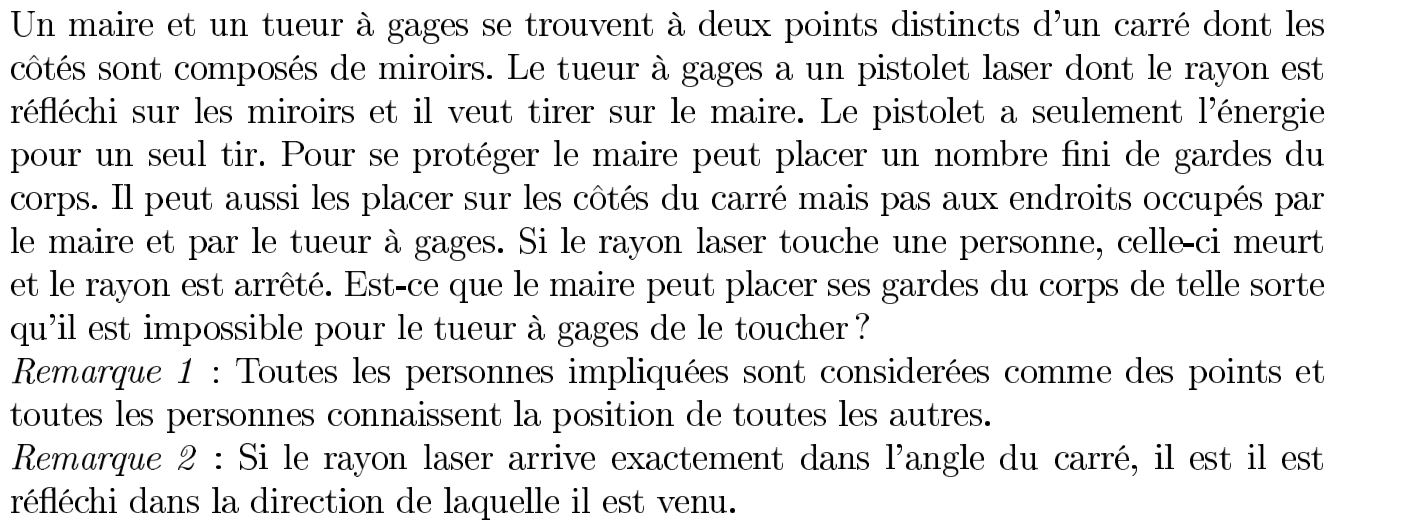 Un maire et un tueur à gages se trouvent à deux points distincts d'un carré dont les
côtés sont composés de miroirs. Le tueur à gages a un pistolet laser dont le rayon est
réfléchi sur les miroirs et il veut tirer sur le maire. Le pistolet a seulement l'énergie
pour un seul tir. Pour se protéger le maire peut placer un nombre fini de gardes du
corps. Il peut aussi les placer sur les côtés du carré mais pas aux endroits occupés par
le maire et par le tueur à gages. Si le rayon laser touche une personne, celle-ci meurt
et le rayon est arrêté. Est-ce que le maire peut placer ses gardes du corps de telle sorte
qu'il est impossible pour le tueur à gages de le toucher ?
Remarque 1 : Toutes les personnes impliquées sont considerées comme des points et
toutes les personnes connaissent la position de toutes les autres.
Remarque 2 : Si le rayon laser arrive exactement dans l'angle du carré, il est il est
réfléchi dans la direction de laquelle il est venu.